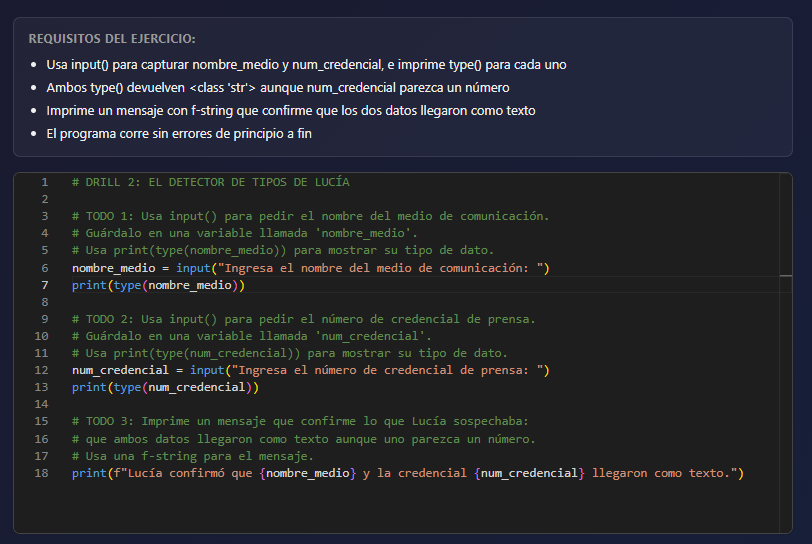 REQUISITOS DEL EJERCICIO:
• Usa input() para capturar nombre_medio y num_credencial, e imprime type() para cada uno
• Ambos type() devuelven <class 'str'> aunque num_credencial parezca un número
• Imprime un mensaje con f-string que confirme que los dos datos llegaron como texto
• El programa corre sin errores de principio a fin
1 # DRILL 2: EL DETECTOR DE TIPOS DE LUCÍA
2
3 # TODO 1: Usa input() para pedir el nombre del medio de comunicación.
4 # Guárdalo en una variable llamada 'nombre_medio'.
5 # Usa print(type(nombre_medio)) para mostrar su tipo de dato.
6 nombre_medio = input("Ingresa el nombre del medio de comunicación: ")
7 print(type(nombre_medio))
8
9 # TODO 2: Usa input() para pedir el número de credencial de prensa.
10 # Guárdalo en una variable llamada 'num_credencial'.
11 # Usa print(type(num_credencial)) para mostrar su tipo de dato.
12 num_credencial = input("Ingresa el número de credencial de prensa: ")
13 print(type(num_credencial))
14
15 # TODO 3: Imprime un mensaje que confirme lo que Lucía sospechaba:
16 # que ambos datos llegaron como texto aunque uno parezca un número.
17 # Usa una f-string para el mensaje.
18 print(f"Lucía confirmó que {nombre_medio} y la credencial {num_credencial} llegaron como texto.")